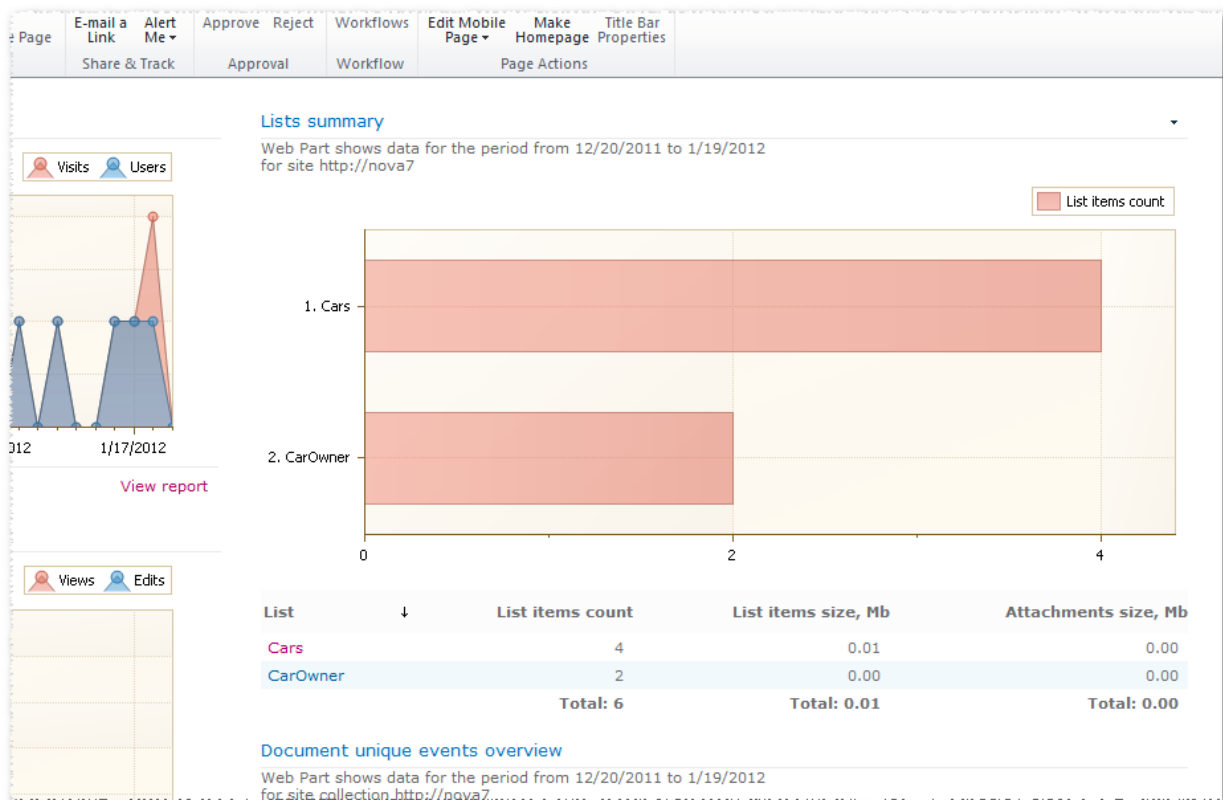 E-mail a Link
Alert Me
Approve
Reject
Workflows
Edit Mobile Page
Make Homepage
Title Bar Properties
Page
Share & Track
Approval
Workflow
Page Actions
Visits
Users
1/17/2012
View report
Views
Edits
Lists summary
Web Part shows data for the period from 12/20/2011 to 1/19/2012
for site http://nova7
List items count
1. Cars
2. CarOwner
0 2 4
List ↓ List items count List items size, Mb Attachments size, Mb
Cars 4 0.01 0.00
CarOwner 2 0.00 0.00
Total: 6 Total: 0.01 Total: 0.00
Document unique events overview
Web Part shows data for the period from 12/20/2011 to 1/19/2012
for site collection http://nova7